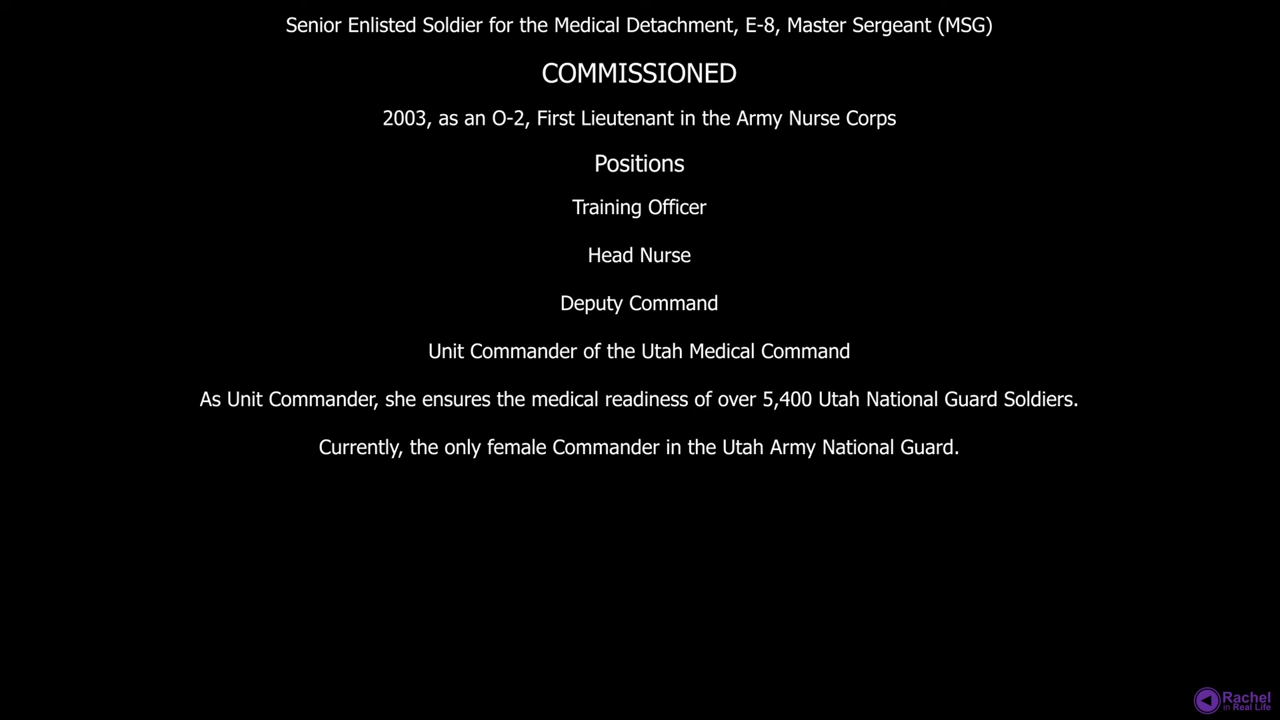 Senior Enlisted Soldier for the Medical Detachment, E-8, Master Sergeant (MSG)
COMMISSIONED
2003, as an O-2, First Lieutenant in the Army Nurse Corps
Positions
Training Officer
Head Nurse
Deputy Command
Unit Commander of the Utah Medical Command
As Unit Commander, she ensures the medical readiness of over 5,400 Utah National Guard Soldiers.
Currently, the only female Commander in the Utah Army National Guard.
Rachel
in Real Life